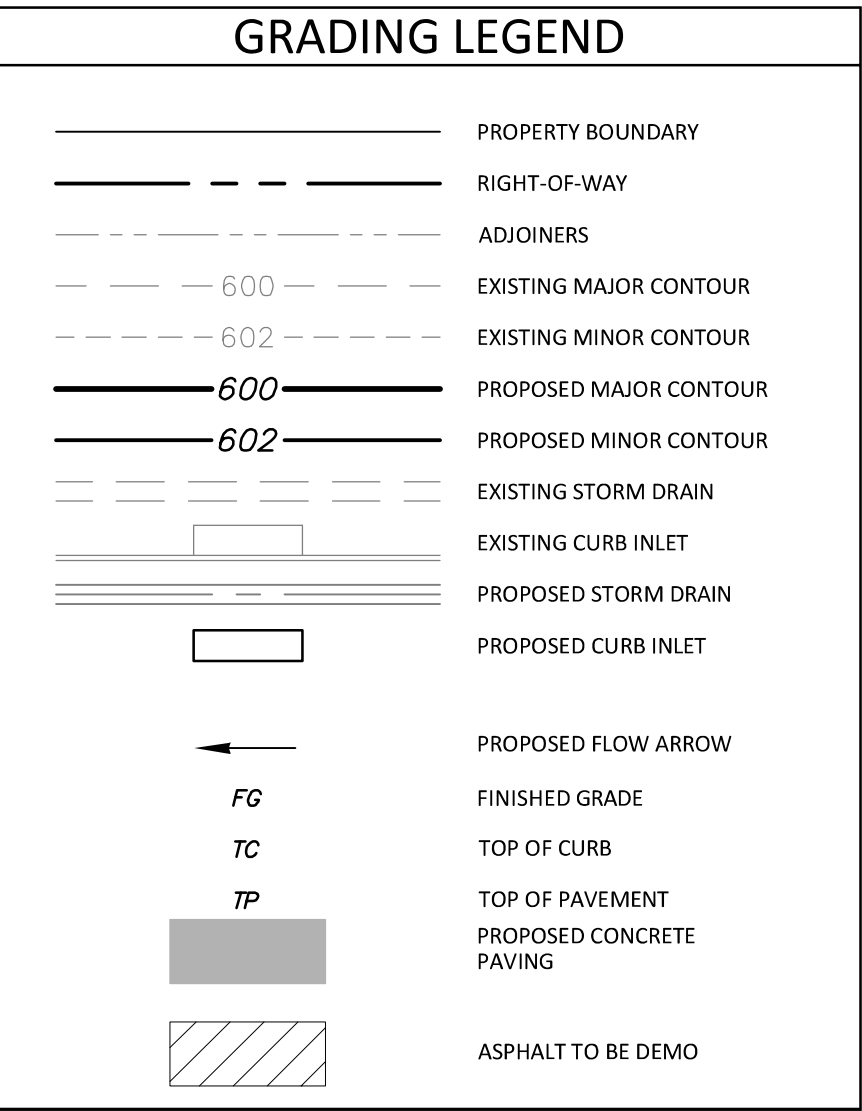 GRADING LEGEND
PROPERTY BOUNDARY
RIGHT-OF-WAY
ADJOINERS
600 EXISTING MAJOR CONTOUR
602 EXISTING MINOR CONTOUR
600 PROPOSED MAJOR CONTOUR
602 PROPOSED MINOR CONTOUR
EXISTING STORM DRAIN
EXISTING CURB INLET
PROPOSED STORM DRAIN
PROPOSED CURB INLET
PROPOSED FLOW ARROW
FG FINISHED GRADE
TC TOP OF CURB
TP TOP OF PAVEMENT
PROPOSED CONCRETE
PAVING
ASPHALT TO BE DEMO